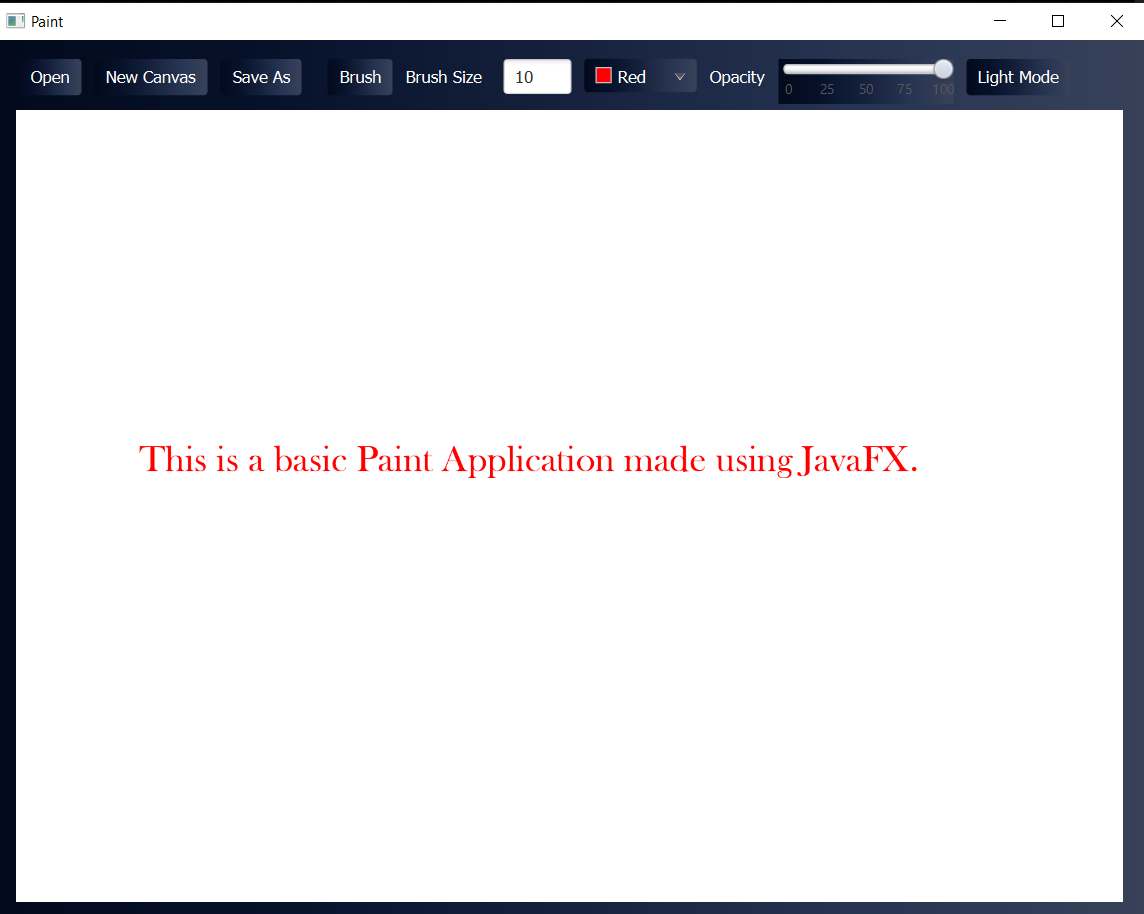 Paint
Open New Canvas Save As Brush Brush Size 10 Red Opacity Light Mode
0 25 50 75 100
This is a basic Paint Application made using JavaFX.